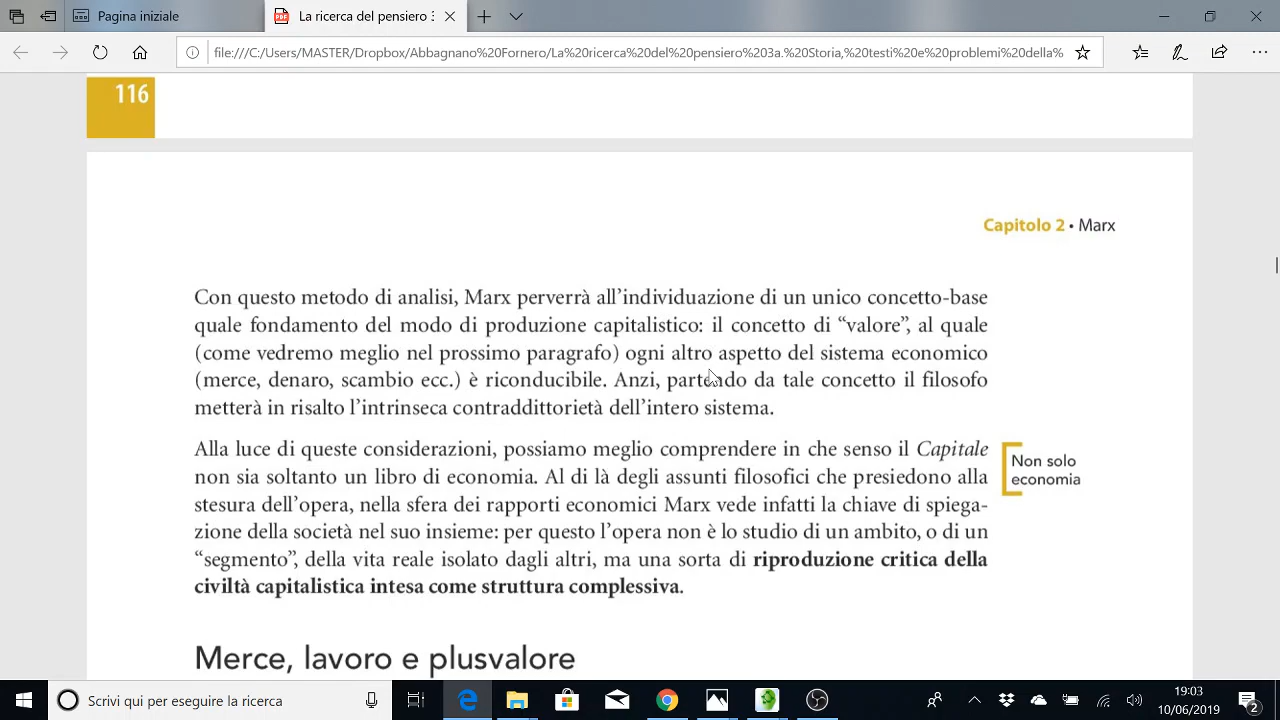 Pagina iniziale
La ricerca del pensiero 3
file:///C:/Users/MASTER/Dropbox/Abbagnano%20Fornero/La%20ricerca%20del%20pensiero%203a.%20Storia,%20testi%20e%20problemi%20della%
116
Capitolo 2 • Marx
Con questo metodo di analisi, Marx perverrà all’individuazione di un unico concetto-base
quale fondamento del modo di produzione capitalistico: il concetto di “valore”, al quale
(come vedremo meglio nel prossimo paragrafo) ogni altro aspetto del sistema economico
(merce, denaro, scambio ecc.) è riconducibile. Anzi, partendo da tale concetto il filosofo
metterà in risalto l’intrinseca contraddittorietà dell’intero sistema.
Alla luce di queste considerazioni, possiamo meglio comprendere in che senso il Capitale
non sia soltanto un libro di economia. Al di là degli assunti filosofici che presiedono alla
stesura dell’opera, nella sfera dei rapporti economici Marx vede infatti la chiave di spiega-
zione della società nel suo insieme: per questo l’opera non è lo studio di un ambito, o di un
“segmento”, della vita reale isolato dagli altri, ma una sorta di riproduzione critica della
civiltà capitalistica intesa come struttura complessiva.
Non solo
economia
Merce, lavoro e plusvalore
Scrivi qui per eseguire la ricerca
19:03
10/06/2019
2